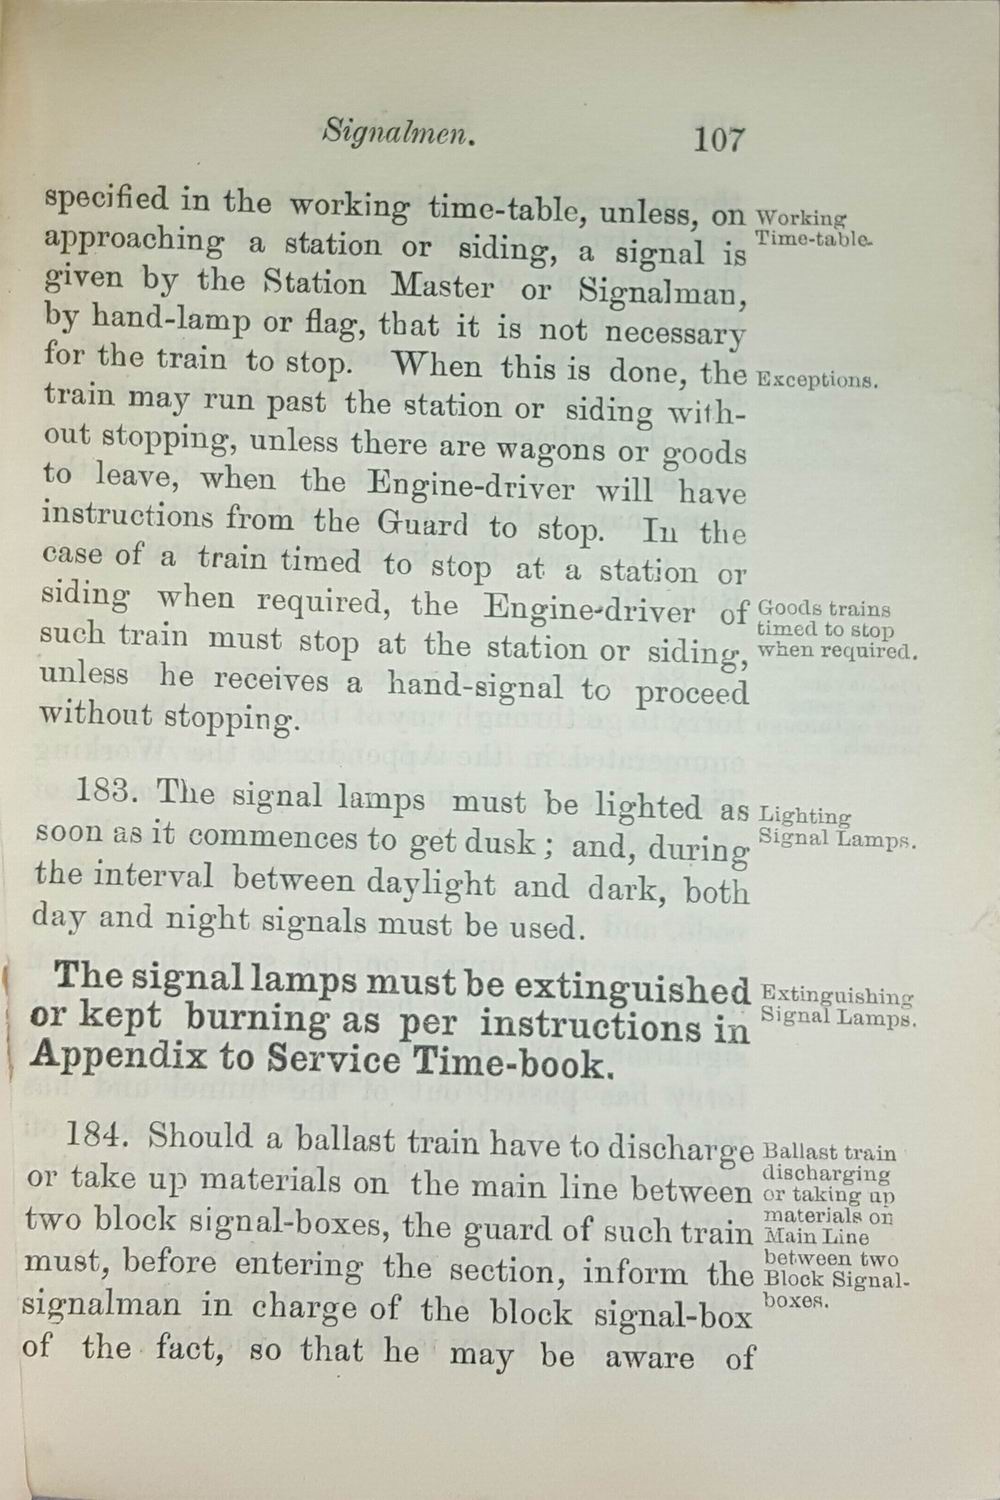 Signalmen. 107
specified in the working time-table, unless, on
approaching a station or siding, a signal is
given by the Station Master or Signalman,
by hand-lamp or flag, that it is not necessary
for the train to stop. When this is done, the
train may run past the station or siding with-
out stopping, unless there are wagons or goods
to leave, when the Engine-driver will have
instructions from the Guard to stop. In the
case of a train timed to stop at a station or
siding when required, the Engine-driver of
such train must stop at the station or siding,
unless he receives a hand-signal to proceed
without stopping.
Working
Time-table.
Exceptions.
Goods trains
timed to stop
when required.
183. The signal lamps must be lighted as
soon as it commences to get dusk; and, during
the interval between daylight and dark, both
day and night signals must be used.
Lighting
Signal Lamps.
The signal lamps must be extinguished
or kept burning as per instructions in
Appendix to Service Time-book.
Extinguishing
Signal Lamps.
184. Should a ballast train have to discharge
or take up materials on the main line between
two block signal-boxes, the guard of such train
must, before entering the section, inform the
signalman in charge of the block signal-box
of the fact, so that he may be aware of
Ballast train
discharging
or taking up
materials on
Main Line
between two
Block Signal-
boxes.